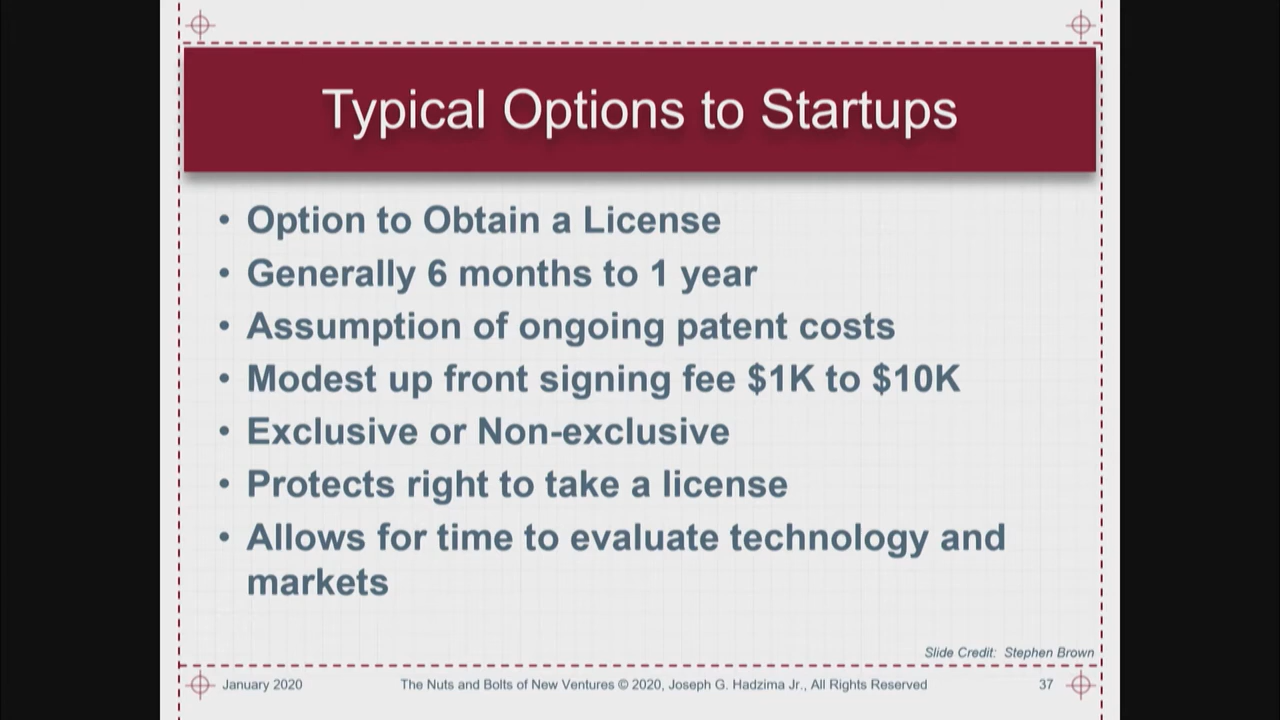 Typical Options to Startups
• Option to Obtain a License
• Generally 6 months to 1 year
• Assumption of ongoing patent costs
• Modest up front signing fee $1K to $10K
• Exclusive or Non-exclusive
• Protects right to take a license
• Allows for time to evaluate technology and
markets
Slide Credit: Stephen Brown
January 2020 The Nuts and Bolts of New Ventures © 2020, Joseph G. Hadzima Jr., All Rights Reserved 37